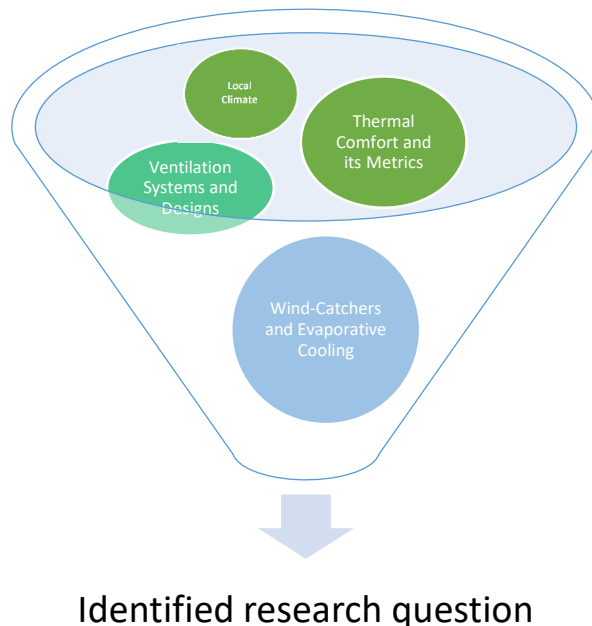 Local
Climate
Thermal
Comfort and
its Metrics
Ventilation
Systems and
Designs
Wind-Catchers
and Evaporative
Cooling
Identified research question